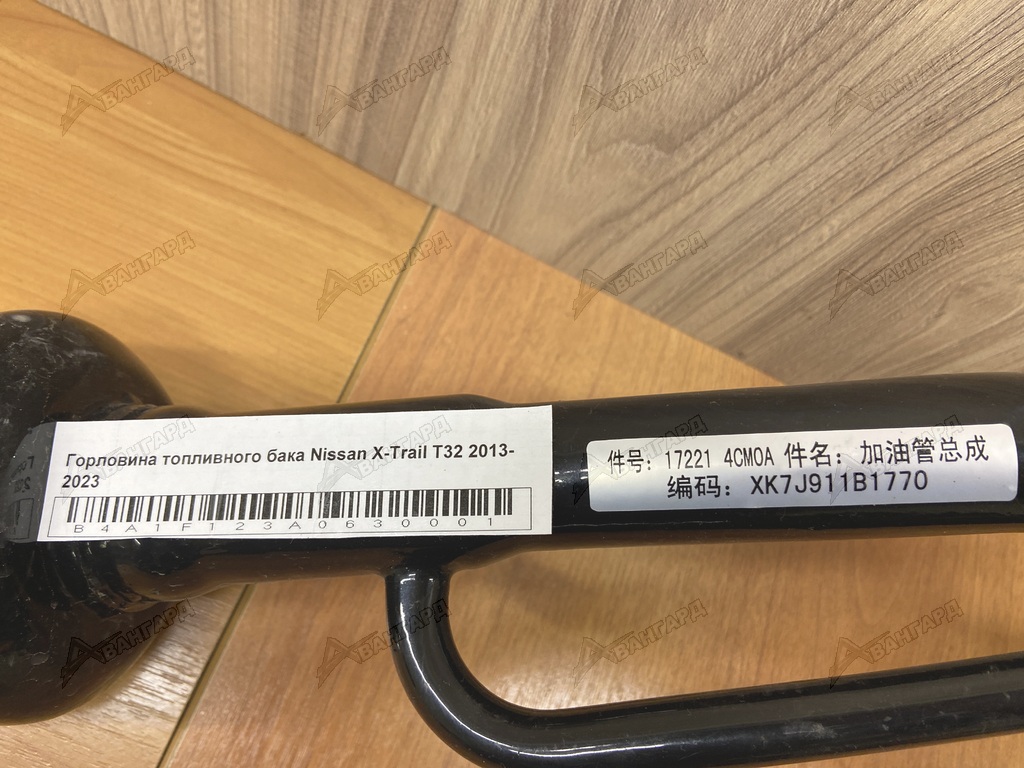 Горловина топливного бака Nissan X-Trail T32 2013-
2023
B4A1F123A0630001
件号：17221 4CM0A 件名：加油管总成
编码：XK7J911B1770
АВАНГАРД